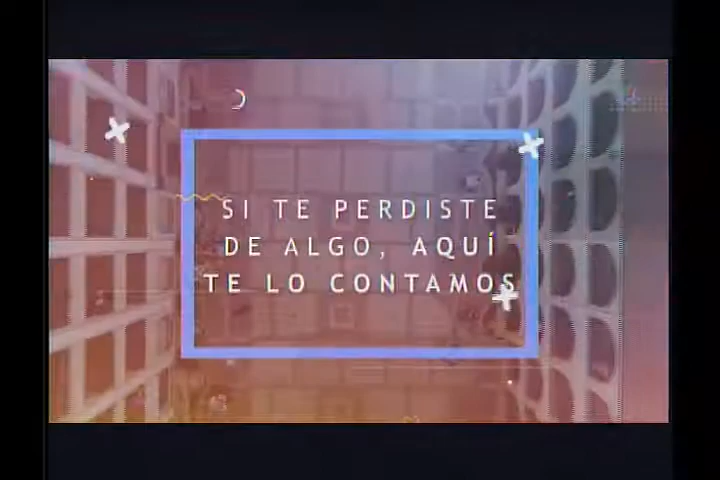 SI TE PERDISTE
DE ALGO, AQUÍ
TE LO CONTAMOS